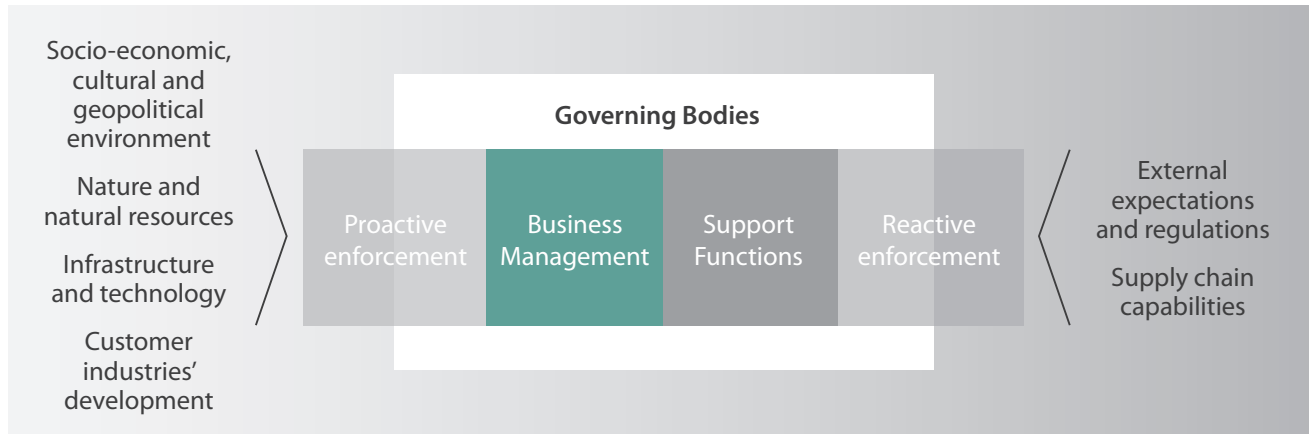 Socio-economic,
cultural and
geopolitical
environment
Nature and
natural resources
Infrastructure
and technology
Customer
industries’
development
Governing Bodies
Proactive
enforcement
Business
Management
Support
Functions
Reactive
enforcement
External
expectations
and regulations
Supply chain
capabilities